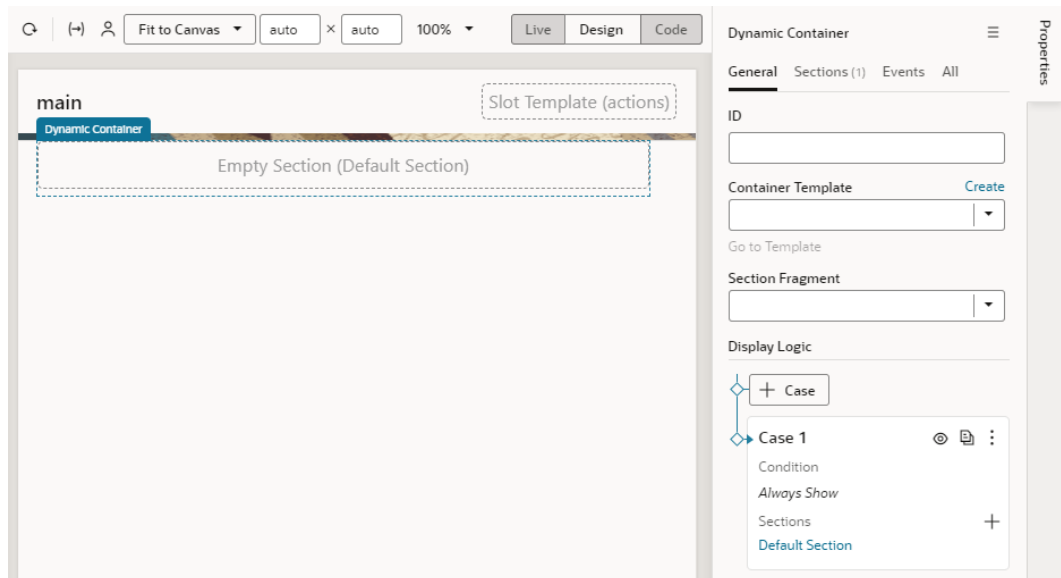 Fit to Canvas
auto × auto
100%
Live Design Code
main
Slot Template (actions)
Dynamic Container
Empty Section (Default Section)
Dynamic Container
General Sections (1) Events All
ID
Container Template Create
Go to Template
Section Fragment
Display Logic
+ Case
Case 1
Condition
Always Show
Sections +
Default Section
Properties